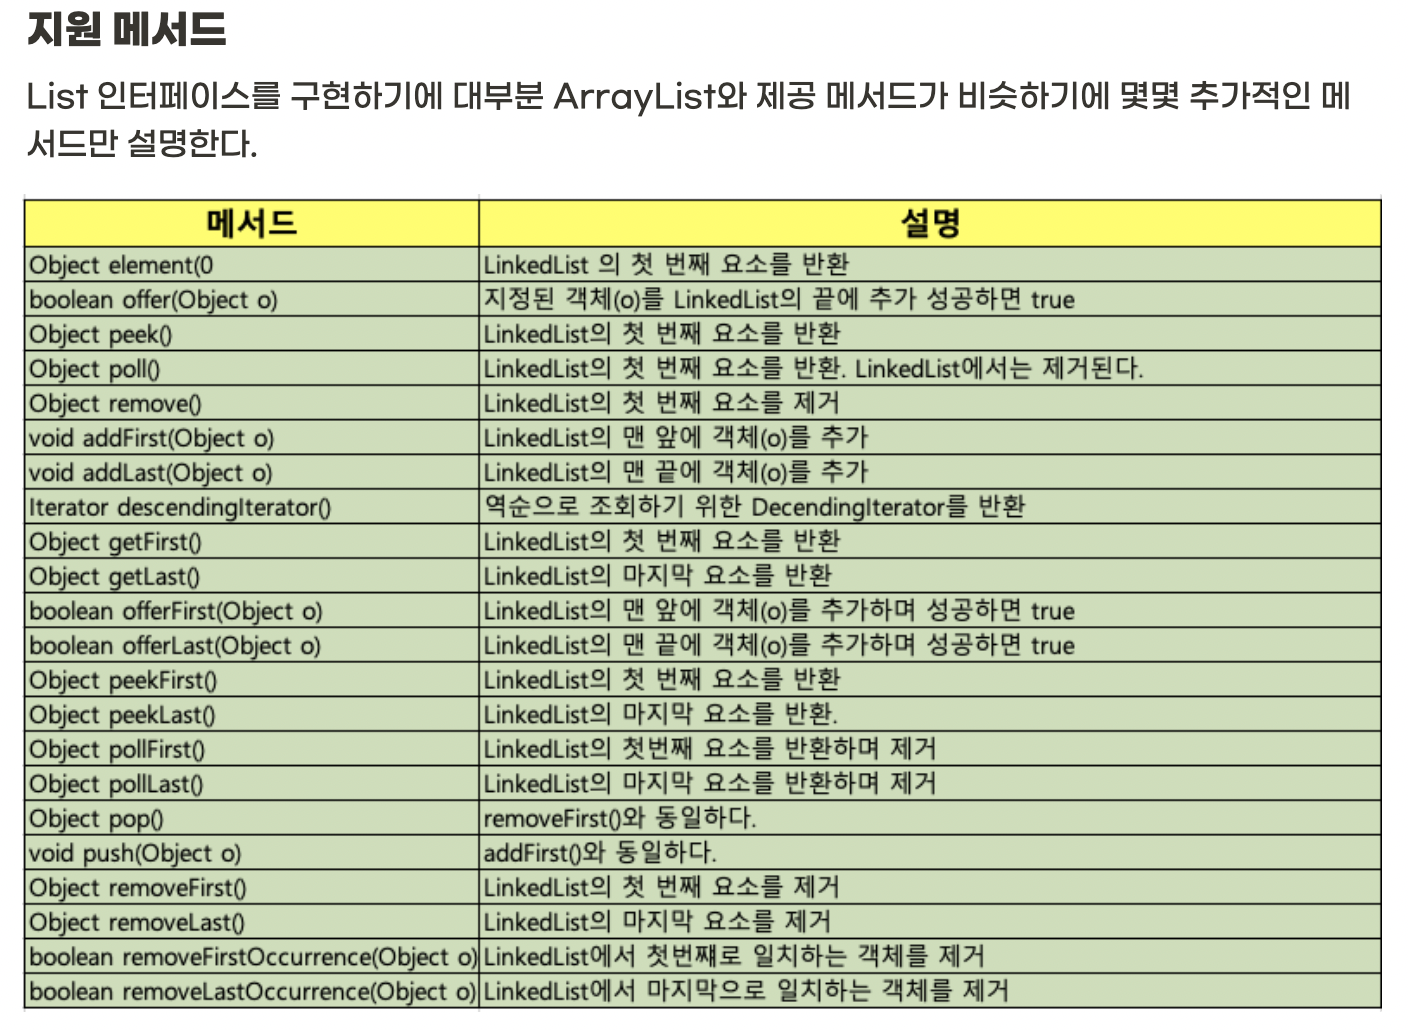 지원 메서드
List 인터페이스를 구현하기에 대부분 ArrayList와 제공 메서드가 비슷하기에 몇몇 추가적인 메
서드만 설명한다.
메서드 설명
Object element(0 LinkedList 의 첫 번째 요소를 반환
boolean offer(Object o) 지정된 객체(o)를 LinkedList의 끝에 추가 성공하면 true
Object peek() LinkedList의 첫 번째 요소를 반환
Object poll() LinkedList의 첫 번째 요소를 반환. LinkedList에서는 제거된다.
Object remove() LinkedList의 첫 번째 요소를 제거
void addFirst(Object o) LinkedList의 맨 앞에 객체(o)를 추가
void addLast(Object o) LinkedList의 맨 끝에 객체(o)를 추가
Iterator descendingIterator() 역순으로 조회하기 위한 DecendingIterator를 반환
Object getFirst() LinkedList의 첫 번째 요소를 반환
Object getLast() LinkedList의 마지막 요소를 반환
boolean offerFirst(Object o) LinkedList의 맨 앞에 객체(o)를 추가하며 성공하면 true
boolean offerLast(Object o) LinkedList의 맨 끝에 객체(o)를 추가하며 성공하면 true
Object peekFirst() LinkedList의 첫 번째 요소를 반환
Object peekLast() LinkedList의 마지막 요소를 반환.
Object pollFirst() LinkedList의 첫번째 요소를 반환하며 제거
Object pollLast() LinkedList의 마지막 요소를 반환하며 제거
Object pop() removeFirst()와 동일하다.
void push(Object o) addFirst()와 동일하다.
Object removeFirst() LinkedList의 첫 번째 요소를 제거
Object removeLast() LinkedList의 마지막 요소를 제거
boolean removeFirstOccurrence(Object o) LinkedList에서 첫번쨰로 일치하는 객체를 제거
boolean removeLastOccurrence(Object o) LinkedList에서 마지막으로 일치하는 객체를 제거